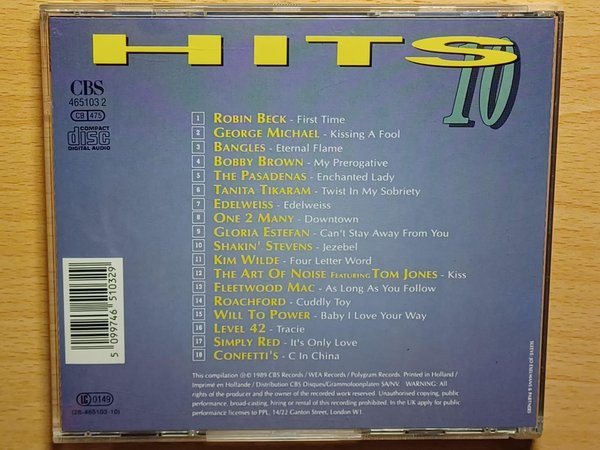 HITS
10
CBS
465103 2
CB 475
COMPACT
disc
DIGITAL AUDIO
1 ROBIN BECK - First Time
2 GEORGE MICHAEL - Kissing A Fool
3 BANGLES - Eternal Flame
4 BOBBY BROWN - My Prerogative
5 THE PASADENAS - Enchanted Lady
6 TANITA TIKARAM - Twist In My Sobriety
7 EDELWEISS - Edelweiss
8 ONE 2 MANY - Downtown
9 GLORIA ESTEFAN - Can't Stay Away From You
10 SHAKIN' STEVENS - Jezebel
11 KIM WILDE - Four Letter Word
12 THE ART OF NOISE FEATURING TOM JONES - Kiss
13 FLEETWOOD MAC - As Long As You Follow
14 ROACHFORD - Cuddly Toy
15 WILL TO POWER - Baby I Love Your Way
16 LEVEL 42 - Tracie
17 SIMPLY RED - It's Only Love
18 CONFETTI'S - C In China
5 099746 510329
This compilation ℗ © 1989 CBS Records / WEA Records / Polygram Records. Printed in Holland /
Imprimé en Hollande / Distribution CBS Disques/Grammofoonplaten SA/NV. WARNING: All
rights of the producer and of the owner of the recorded work reserved. Unauthorised copying, public
performance, broad-casting, hiring or rental of this recording prohibited. In the UK apply for public
performance licenses to PPL, 14/22 Ganton Street, London W1.
LC 0149
(28-465103-10)